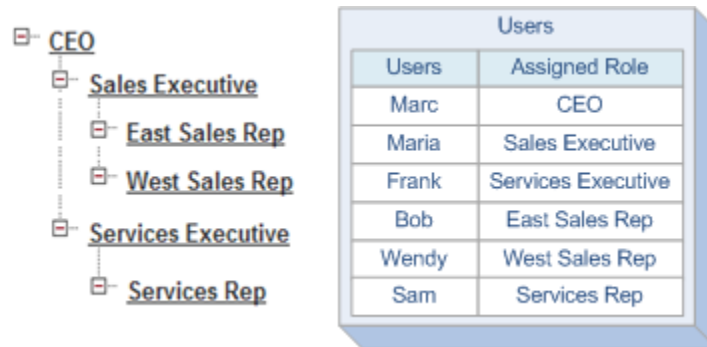 CEO
Sales Executive
East Sales Rep
West Sales Rep
Services Executive
Services Rep
Users
Users Assigned Role
Marc CEO
Maria Sales Executive
Frank Services Executive
Bob East Sales Rep
Wendy West Sales Rep
Sam Services Rep